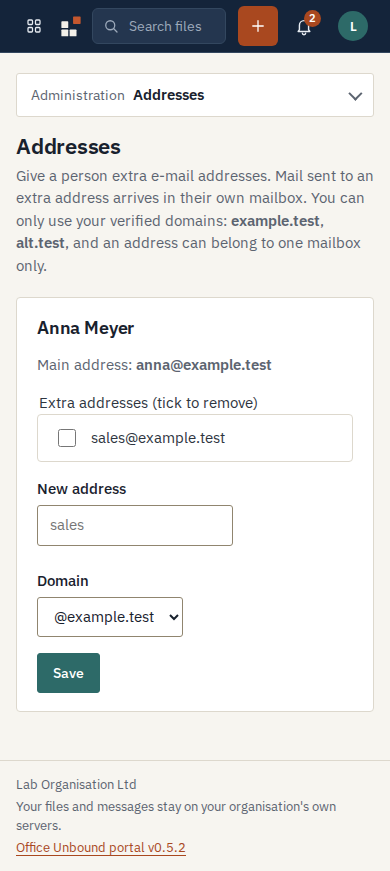 Search files
2
L
Administration Addresses
Addresses
Give a person extra e-mail addresses. Mail sent to an
extra address arrives in their own mailbox. You can
only use your verified domains: example.test,
alt.test, and an address can belong to one mailbox
only.
Anna Meyer
Main address: anna@example.test
Extra addresses (tick to remove)
sales@example.test
New address
sales
Domain
@example.test
Save
Lab Organisation Ltd
Your files and messages stay on your organisation's own
servers.
Office Unbound portal v0.5.2